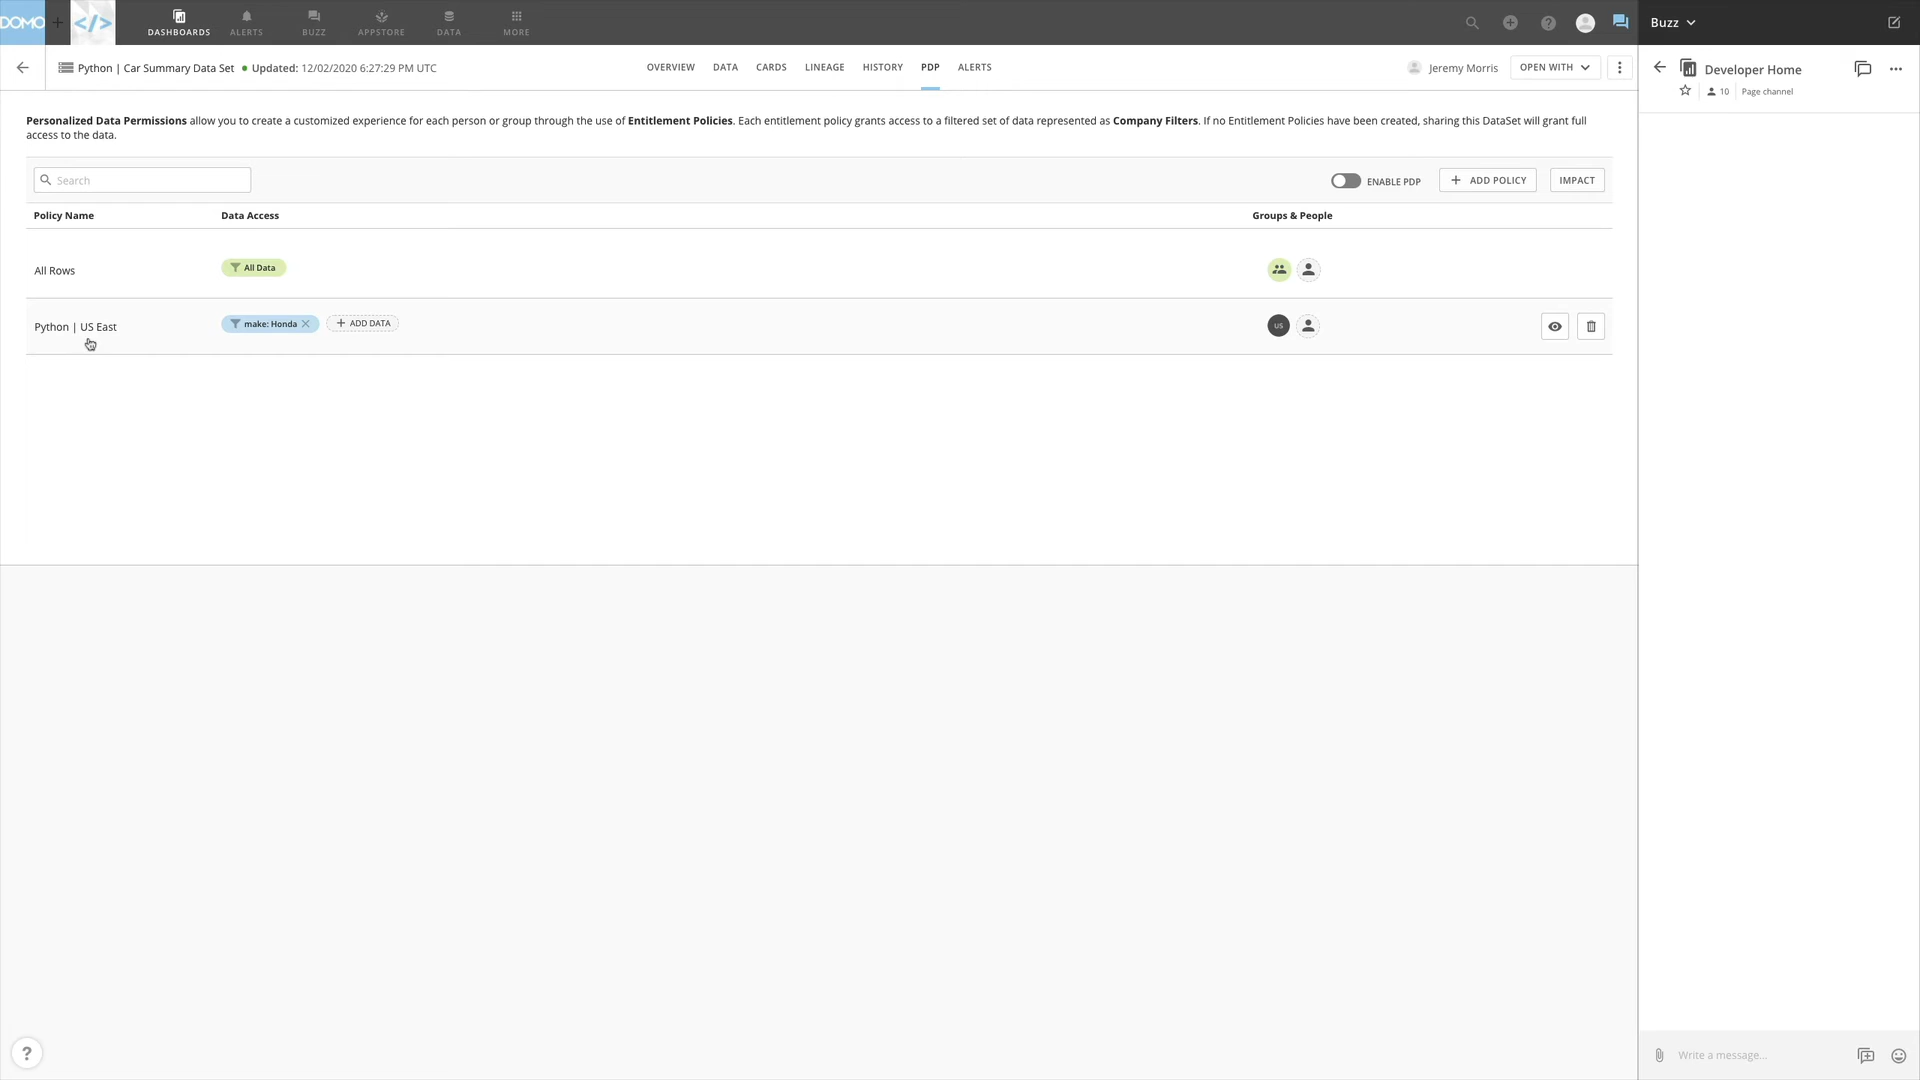 DOMO
DASHBOARDS
ALERTS
BUZZ
APPSTORE
DATA
MORE
Buzz
Python | Car Summary Data Set Updated: 12/02/2020 6:27:29 PM UTC
OVERVIEW
DATA
CARDS
LINEAGE
HISTORY
PDP
ALERTS
Jeremy Morris
OPEN WITH
Developer Home
10
Page channel
Personalized Data Permissions allow you to create a customized experience for each person or group through the use of Entitlement Policies. Each entitlement policy grants access to a filtered set of data represented as Company Filters. If no Entitlement Policies have been created, sharing this DataSet will grant full
access to the data.
Search
ENABLE PDP
+ ADD POLICY
IMPACT
Policy Name
Data Access
Groups & People
All Rows
All Data
Python | US East
make: Honda
+ ADD DATA
US
?
Write a message...